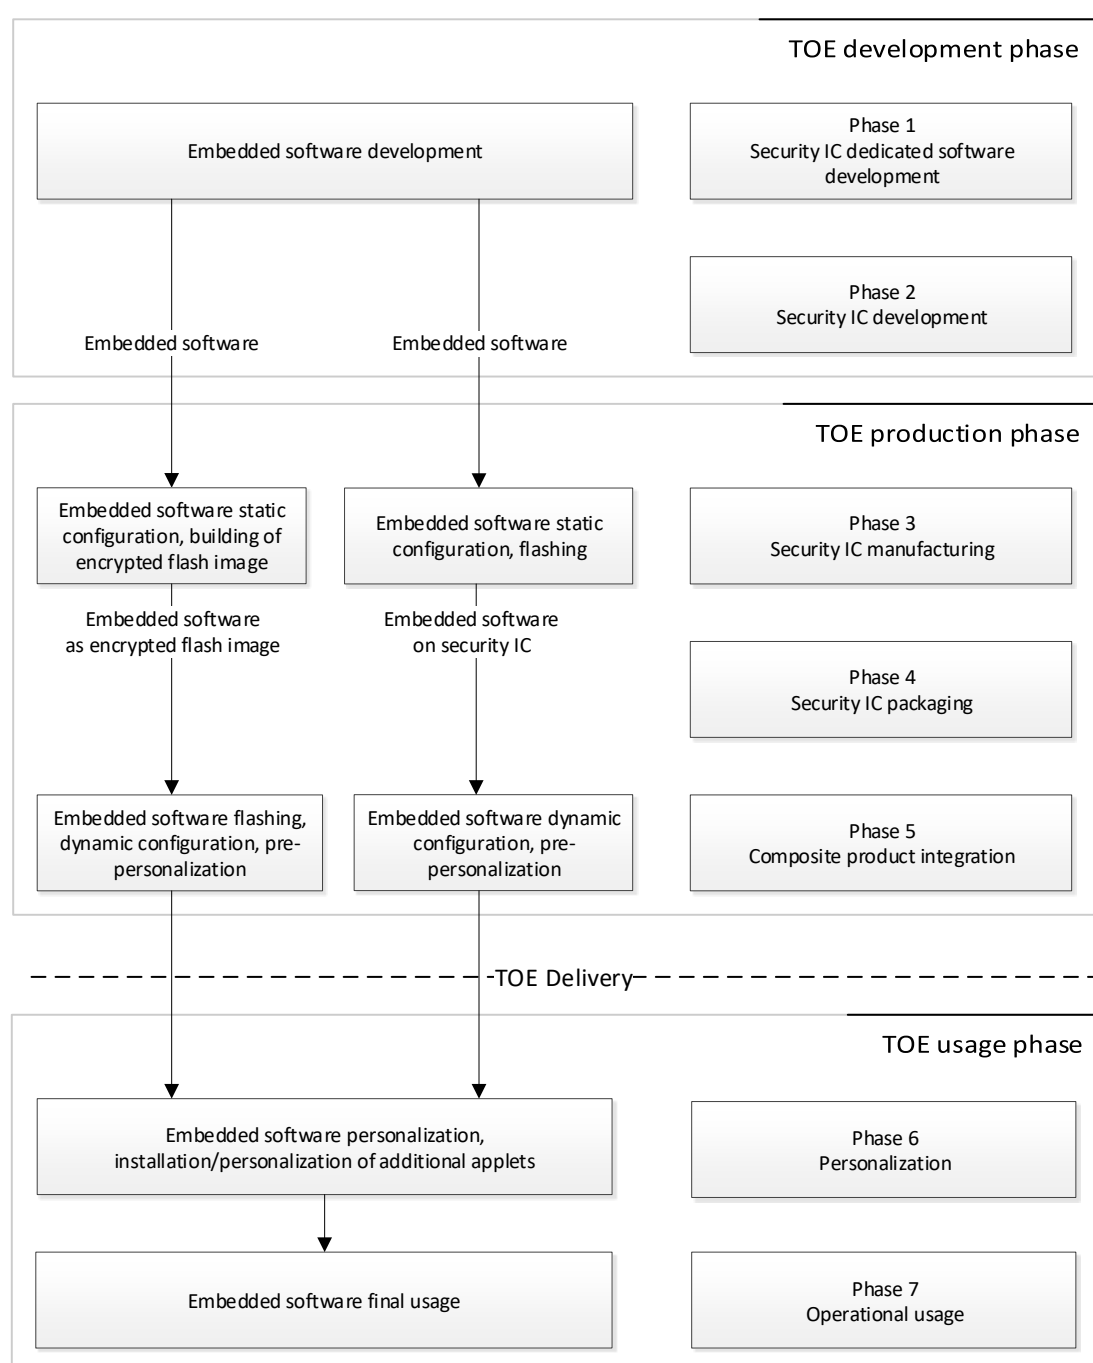 TOE development phase
Embedded software development
Phase 1
Security IC dedicated software
development
Phase 2
Security IC development
Embedded software
Embedded software
TOE production phase
Embedded software static
configuration, building of
encrypted flash image
Embedded software static
configuration, flashing
Phase 3
Security IC manufacturing
Embedded software
as encrypted flash image
Embedded software
on security IC
Phase 4
Security IC packaging
Embedded software flashing,
dynamic configuration, pre-
personalization
Embedded software dynamic
configuration, pre-
personalization
Phase 5
Composite product integration
TOE Delivery
TOE usage phase
Embedded software personalization,
installation/personalization of additional applets
Phase 6
Personalization
Embedded software final usage
Phase 7
Operational usage